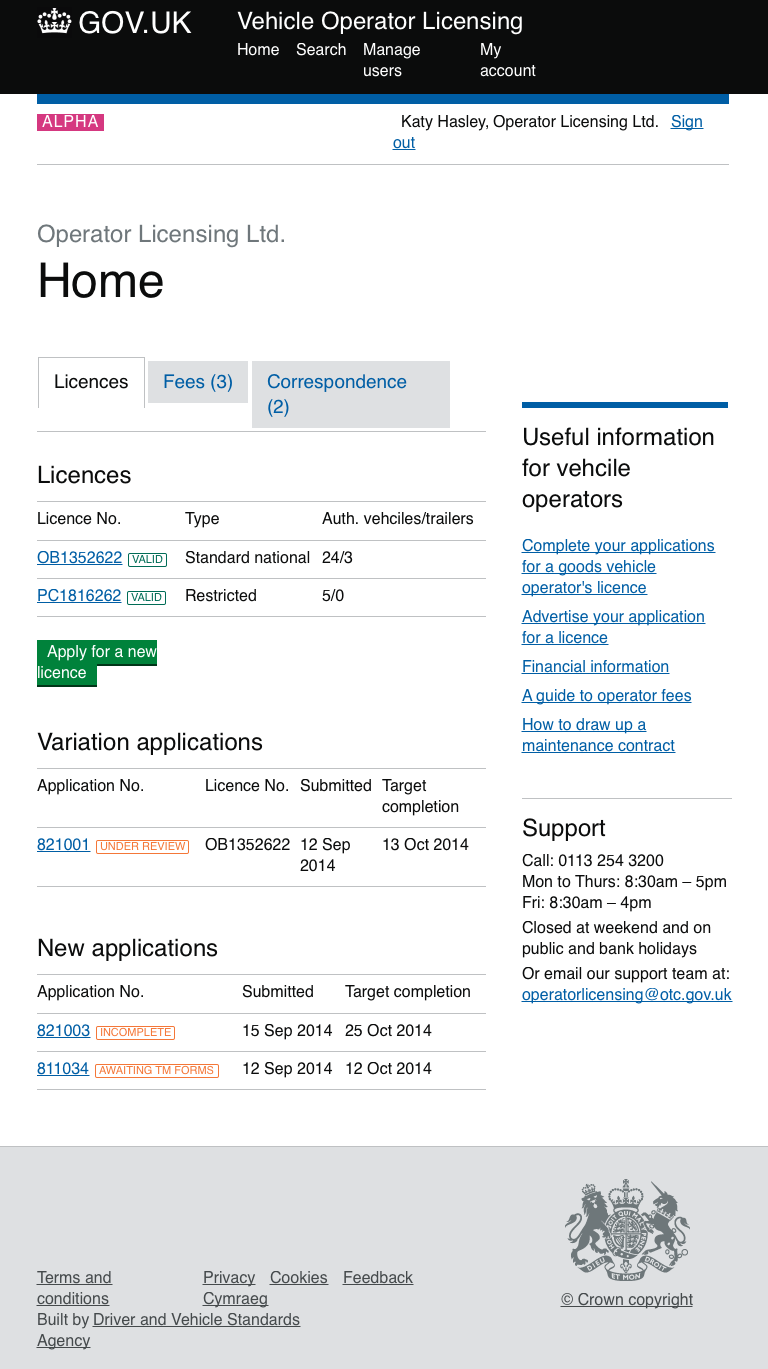 GOV.UK
Vehicle Operator Licensing
Home Search Manage users My account
ALPHA
Katy Hasley, Operator Licensing Ltd. Sign out
Operator Licensing Ltd.
Home
Licences Fees (3) Correspondence (2)
Licences
Licence No. Type Auth. vehciles/trailers
OB1352622 VALID Standard national 24/3
PC1816262 VALID Restricted 5/0
Apply for a new
licence
Variation applications
Application No. Licence No. Submitted Target completion
821001 UNDER REVIEW OB1352622 12 Sep 2014 13 Oct 2014
New applications
Application No. Submitted Target completion
821003 INCOMPLETE 15 Sep 2014 25 Oct 2014
811034 AWAITING TM FORMS 12 Sep 2014 12 Oct 2014
Useful information
for vehcile
operators
Complete your applications
for a goods vehicle
operator's licence
Advertise your application
for a licence
Financial information
A guide to operator fees
How to draw up a
maintenance contract
Support
Call: 0113 254 3200
Mon to Thurs: 8:30am – 5pm
Fri: 8:30am – 4pm
Closed at weekend and on
public and bank holidays
Or email our support team at:
operatorlicensing@otc.gov.uk
Terms and conditions Privacy Cookies Feedback
Cymraeg
Built by Driver and Vehicle Standards
Agency
DIEU ET MON DROIT
© Crown copyright